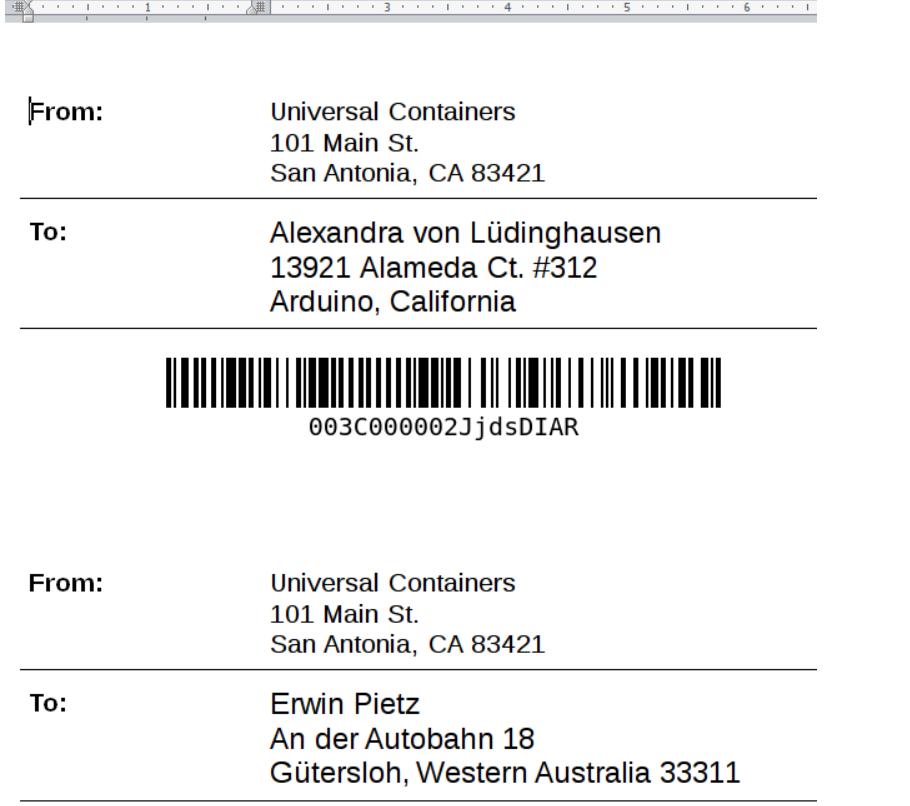 1
3
4
5
6
From:
Universal Containers
101 Main St.
San Antonia, CA 83421
To:
Alexandra von Lüdinghausen
13921 Alameda Ct. #312
Arduino, California
003C000002JjdsDIAR
From:
Universal Containers
101 Main St.
San Antonia, CA 83421
To:
Erwin Pietz
An der Autobahn 18
Gütersloh, Western Australia 33311